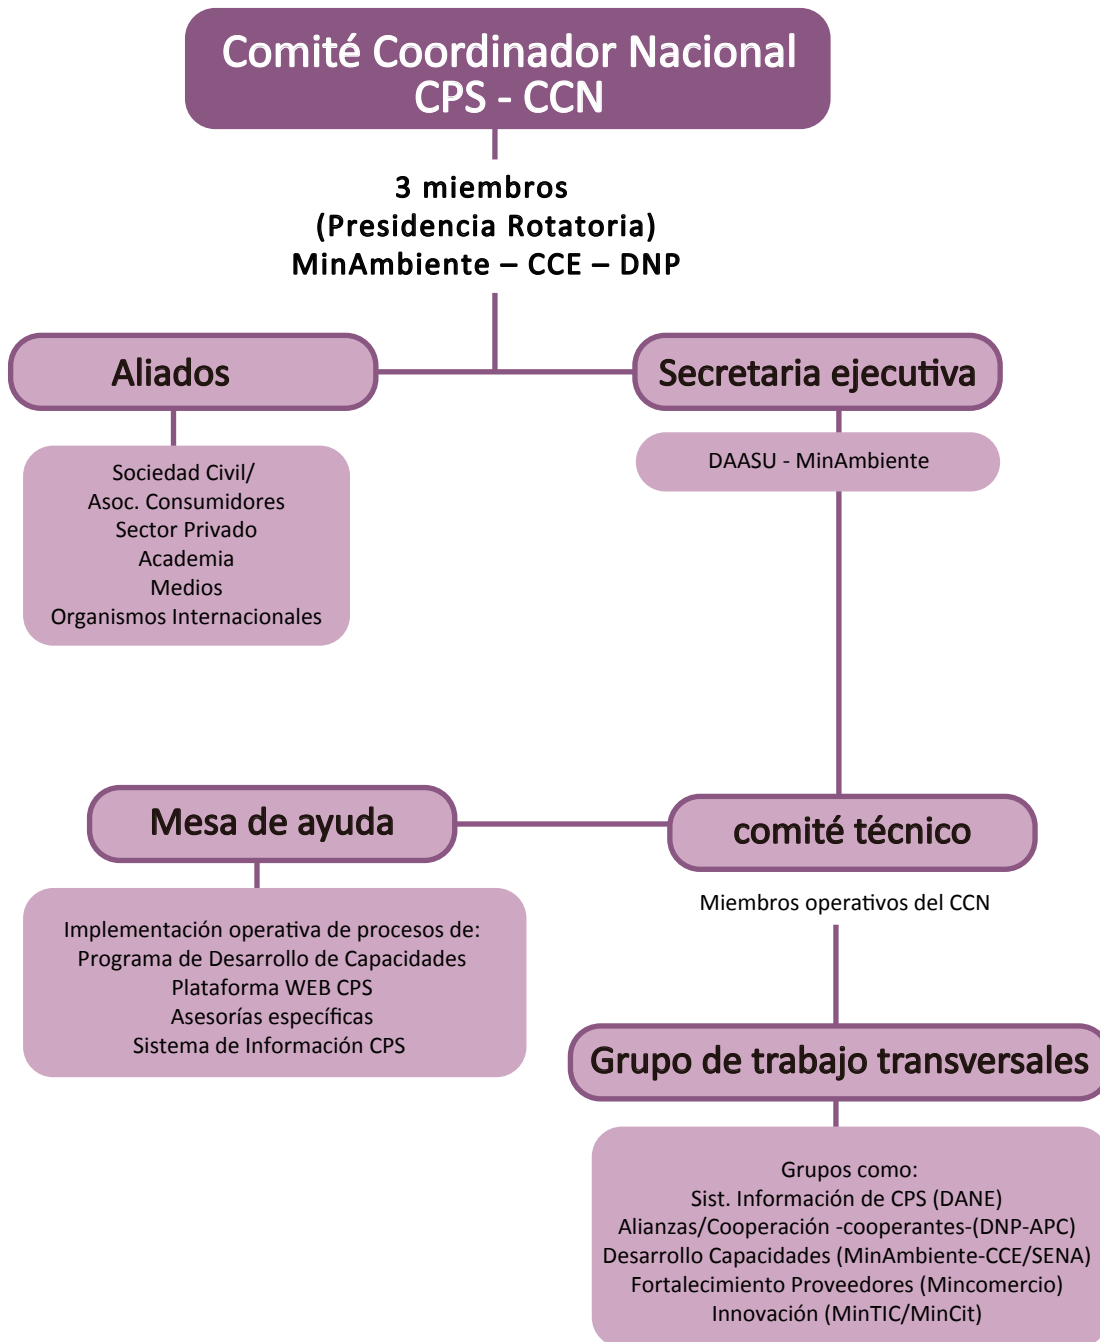 Comité Coordinador Nacional
CPS - CCN
3 miembros
(Presidencia Rotatoria)
MinAmbiente – CCE – DNP
Aliados
Secretaria ejecutiva
Sociedad Civil/
Asoc. Consumidores
Sector Privado
Academia
Medios
Organismos Internacionales
DAASU - MinAmbiente
Mesa de ayuda
comité técnico
Implementación operativa de procesos de:
Programa de Desarrollo de Capacidades
Plataforma WEB CPS
Asesorías específicas
Sistema de Información CPS
Miembros operativos del CCN
Grupo de trabajo transversales
Grupos como:
Sist. Información de CPS (DANE)
Alianzas/Cooperación -cooperantes-(DNP-APC)
Desarrollo Capacidades (MinAmbiente-CCE/SENA)
Fortalecimiento Proveedores (Mincomercio)
Innovación (MinTIC/MinCit)